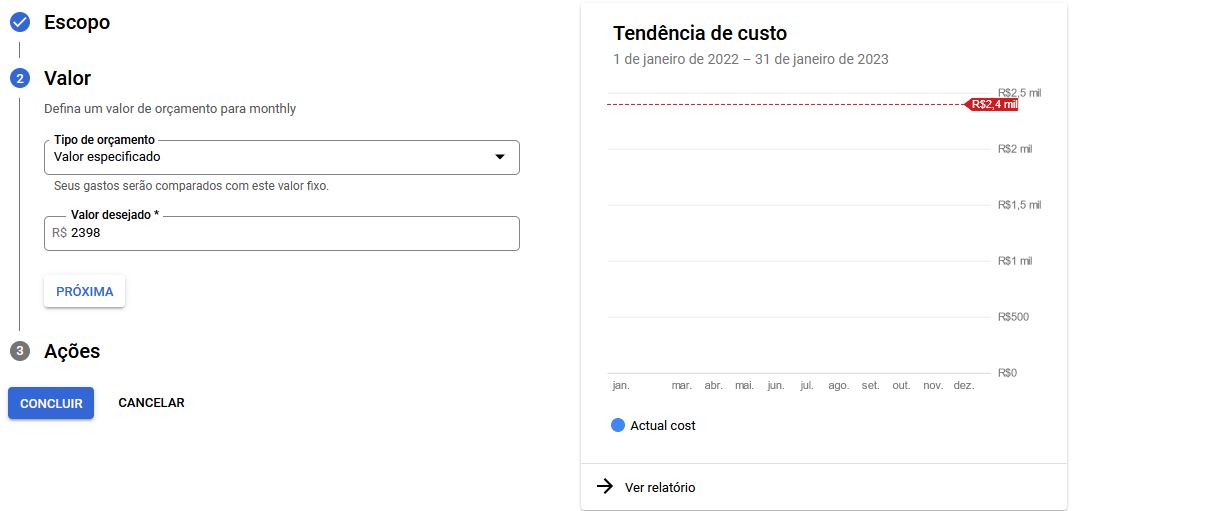 Escopo
2 Valor
Defina um valor de orçamento para monthly
Tipo de orçamento
Valor especificado
Seus gastos serão comparados com este valor fixo.
Valor desejado *
R$ 2398
PRÓXIMA
3 Ações
CONCLUIR CANCELAR
Tendência de custo
1 de janeiro de 2022 – 31 de janeiro de 2023
R$2,5 mil
R$2,4 mil
R$2 mil
R$1,5 mil
R$1 mil
R$500
R$0
jan. mar. abr. mai. jun. jul. ago. set. out. nov. dez.
Actual cost
Ver relatório